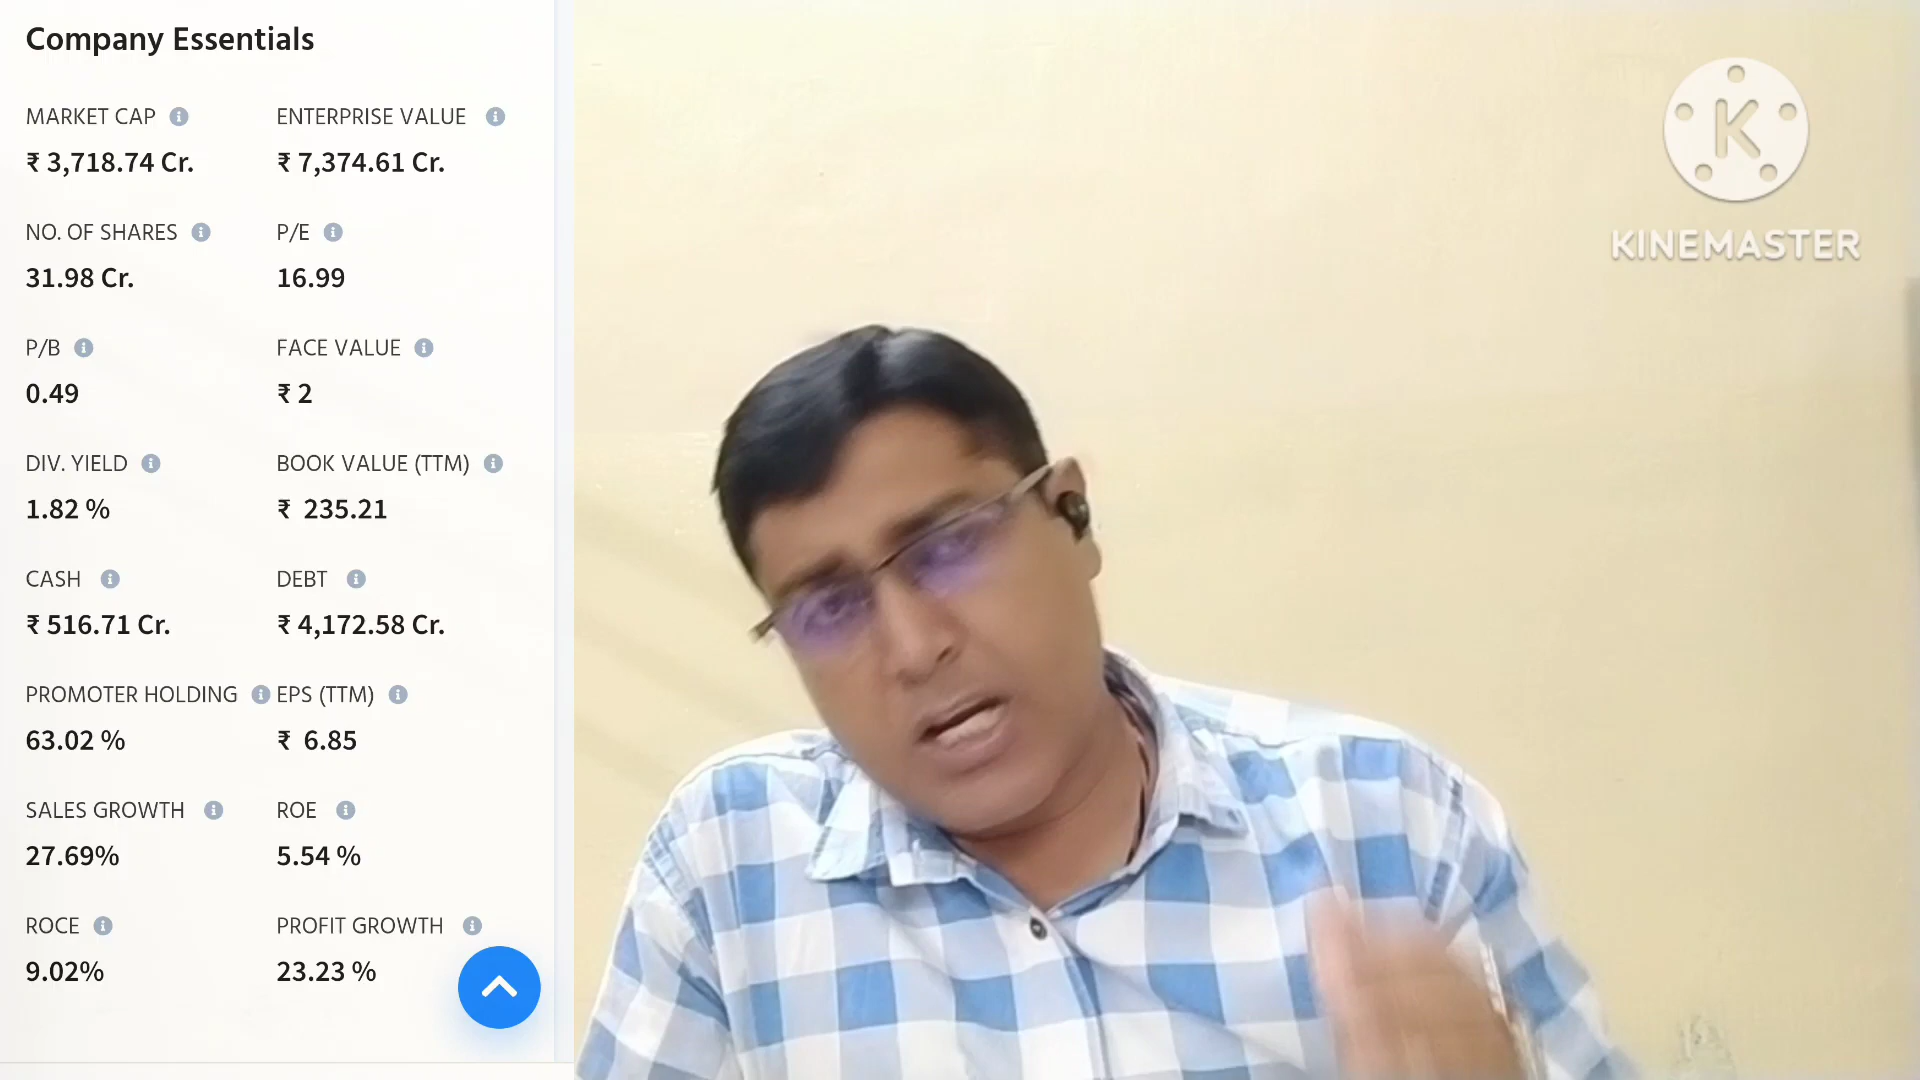 Company Essentials
MARKET CAP ENTERPRISE VALUE
₹ 3,718.74 Cr. ₹ 7,374.61 Cr.
NO. OF SHARES P/E
31.98 Cr. 16.99
P/B FACE VALUE
0.49 ₹ 2
DIV. YIELD BOOK VALUE (TTM)
1.82 % ₹ 235.21
CASH DEBT
₹ 516.71 Cr. ₹ 4,172.58 Cr.
PROMOTER HOLDING EPS (TTM)
63.02 % ₹ 6.85
SALES GROWTH ROE
27.69% 5.54 %
ROCE PROFIT GROWTH
9.02% 23.23 %
K
KINEMASTER